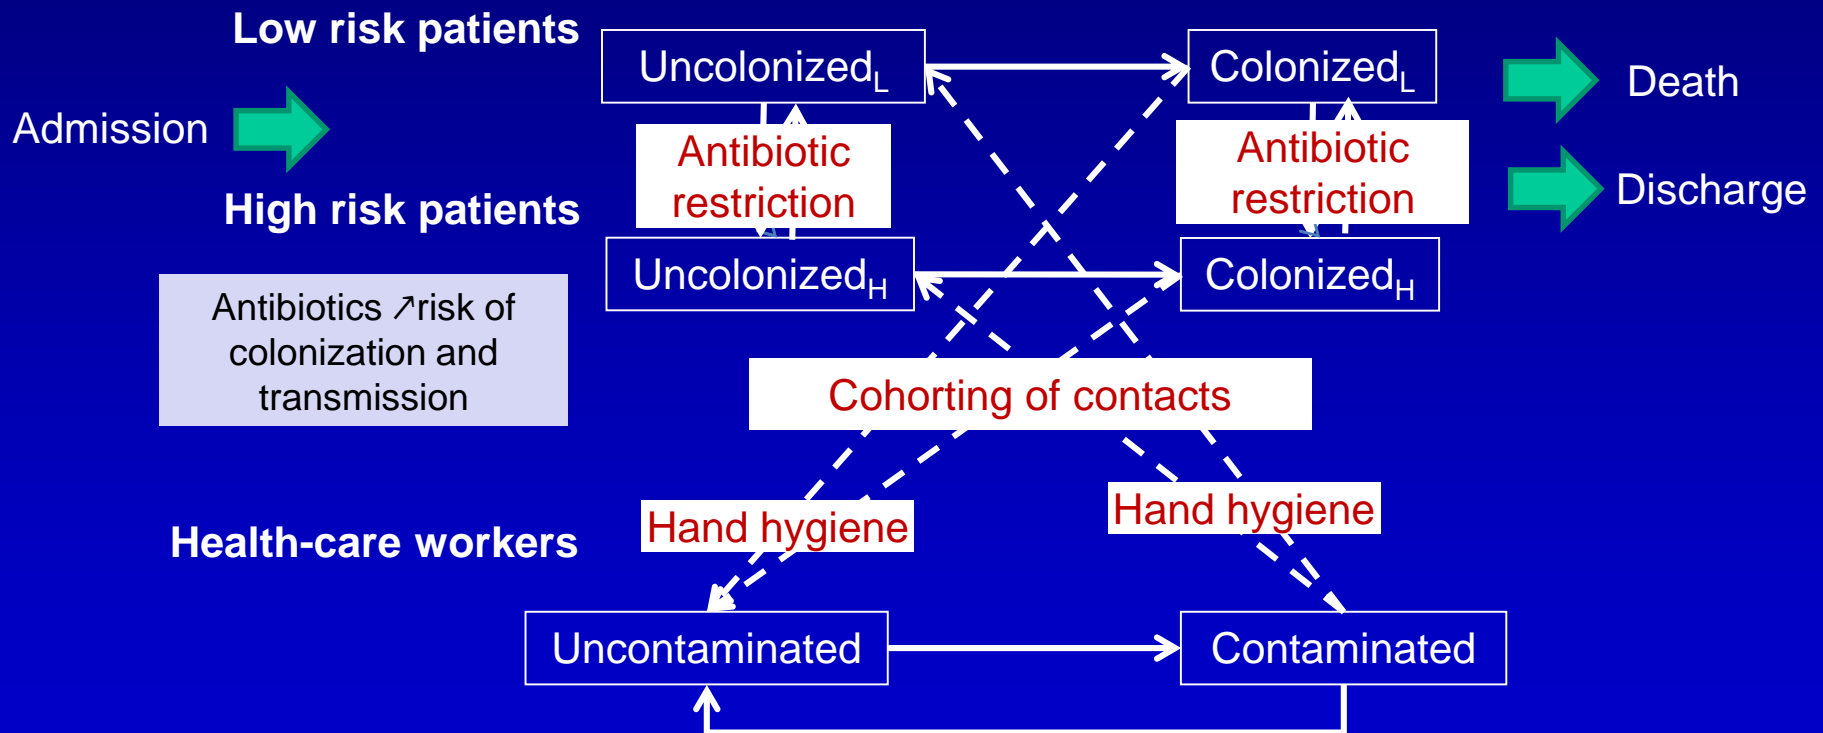 Low risk patients
Uncolonized_L
Colonized_L
Death
Admission
Antibiotic
restriction
Antibiotic
restriction
Discharge
High risk patients
Uncolonized_H
Colonized_H
Antibiotics ↗risk of
colonization and
transmission
Cohorting of contacts
Hand hygiene
Hand hygiene
Health-care workers
Uncontaminated
Contaminated